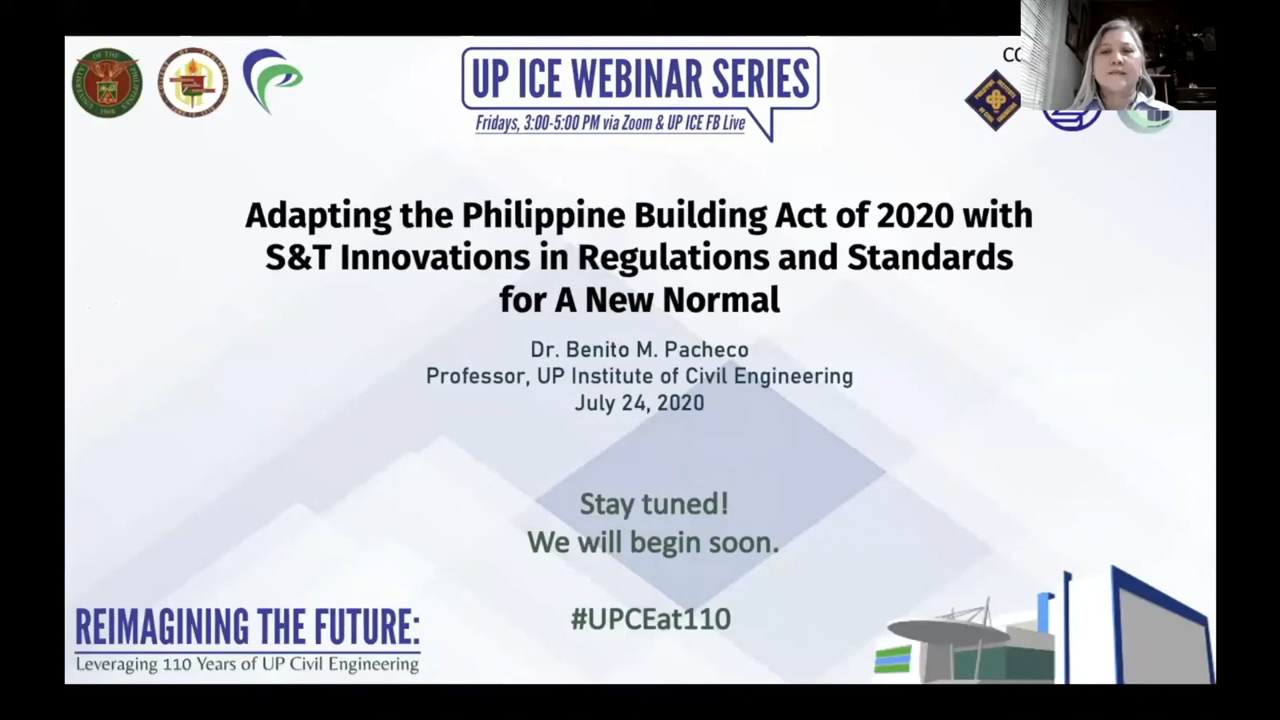 UP ICE WEBINAR SERIES
Fridays, 3:00-5:00 PM via Zoom & UP ICE FB Live
Adapting the Philippine Building Act of 2020 with
S&T Innovations in Regulations and Standards
for A New Normal
Dr. Benito M. Pacheco
Professor, UP Institute of Civil Engineering
July 24, 2020
Stay tuned!
We will begin soon.
#UPCEat110
REIMAGINING THE FUTURE:
Leveraging 110 Years of UP Civil Engineering